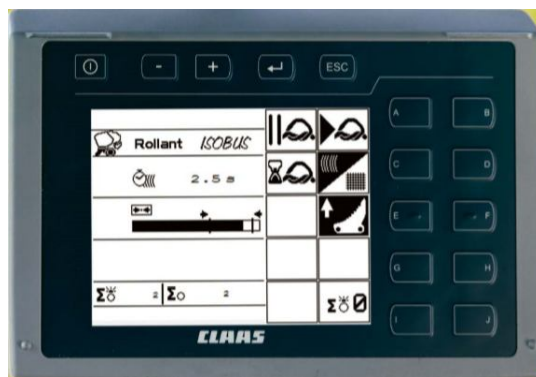 - + ESC
A B
Rollant ISOBUS
C D
2.5 s
E F
G H
Σ 2 Σ 2
Σ 0
I J
CLAAS